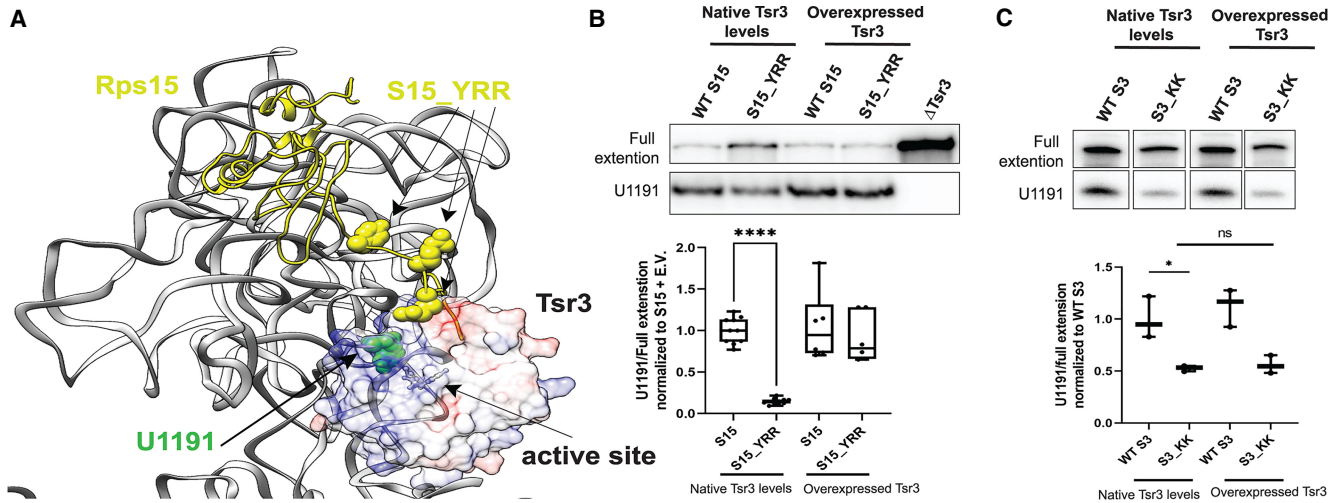 A
Rps15
S15_YRR
Tsr3
U1191
active site
B
Native Tsr3
levels
Overexpressed
Tsr3
WT S15
S15_YRR
WT S15
S15_YRR
ΔTsr3
Full
extention
U1191
U1191/Full extenstion
normalized to S15 + E.V.
2.0
1.5
1.0
0.5
0.0
****
S15
S15_YRR
S15
S15_YRR
Native Tsr3 levels
Overexpressed Tsr3
C
Native Tsr3
levels
Overexpressed
Tsr3
WT S3
S3_KK
WT S3
S3_KK
Full
extention
U1191
U1191/full extension
normalized to WT S3
1.5
1.0
0.5
0.0
*
ns
WT S3
S3_KK
WT S3
S3_KK
Native Tsr3 levels
Overexpressed Tsr3